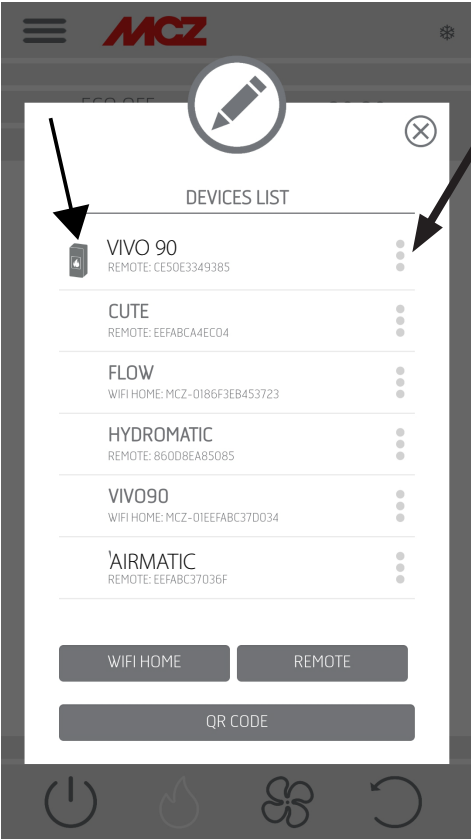 MCZ
DEVICES LIST
VIVO 90
REMOTE: CE50E3349385
CUTE
REMOTE: EEFABCA4EC04
FLOW
WIFI HOME: MCZ-0186F3EB453723
HYDROMATIC
REMOTE: 860D8EA85085
VIVO90
WIFI HOME: MCZ-01EEFABC37D034
'AIRMATIC
REMOTE: EEFABC37036F
WIFI HOME
REMOTE
QR CODE